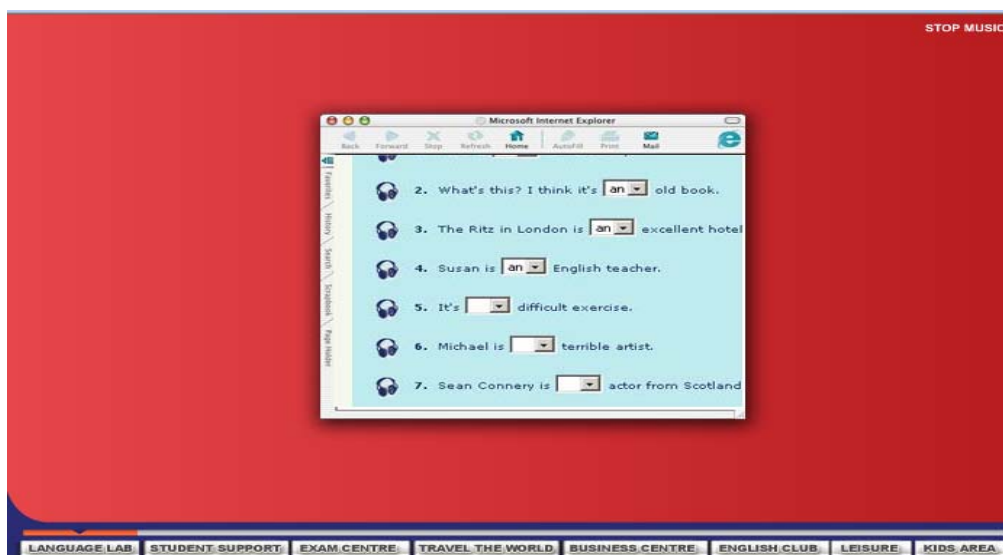 STOP MUSIC
Microsoft Internet Explorer
Back Forward Stop Refresh Home AutoFill Print Mail
Favorites
History
Search
Scrapbook
Page Holder
2. What's this? I think it's an old book.
3. The Ritz in London is an excellent hotel
4. Susan is an English teacher.
5. It's difficult exercise.
6. Michael is terrible artist.
7. Sean Connery is actor from Scotland
LANGUAGE LAB STUDENT SUPPORT EXAM CENTRE TRAVEL THE WORLD BUSINESS CENTRE ENGLISH CLUB LEISURE KIDS AREA